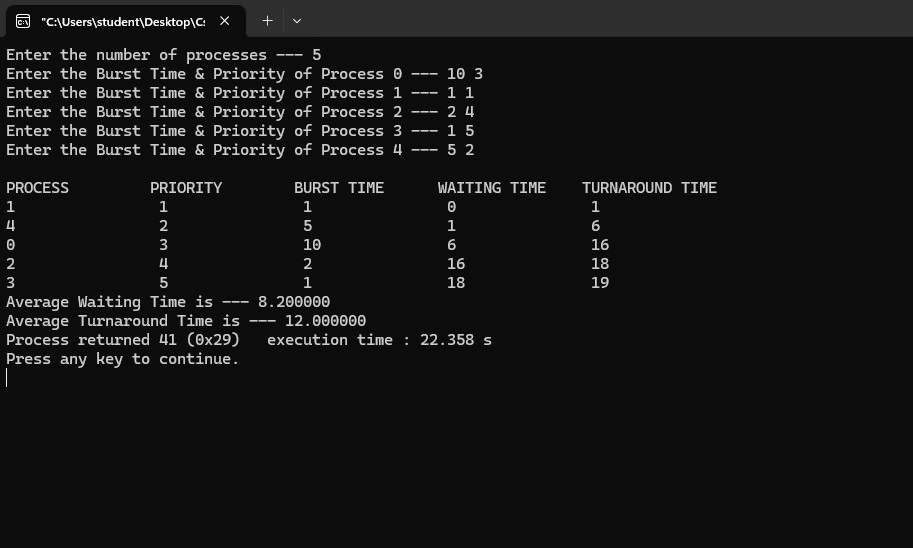 "C:\Users\student\Desktop\Cs
Enter the number of processes --- 5
Enter the Burst Time & Priority of Process 0 --- 10 3
Enter the Burst Time & Priority of Process 1 --- 1 1
Enter the Burst Time & Priority of Process 2 --- 2 4
Enter the Burst Time & Priority of Process 3 --- 1 5
Enter the Burst Time & Priority of Process 4 --- 5 2
PROCESS PRIORITY BURST TIME WAITING TIME TURNAROUND TIME
1 1 1 0 1
4 2 5 1 6
0 3 10 6 16
2 4 2 16 18
3 5 1 18 19
Average Waiting Time is --- 8.200000
Average Turnaround Time is --- 12.000000
Process returned 41 (0x29) execution time : 22.358 s
Press any key to continue.